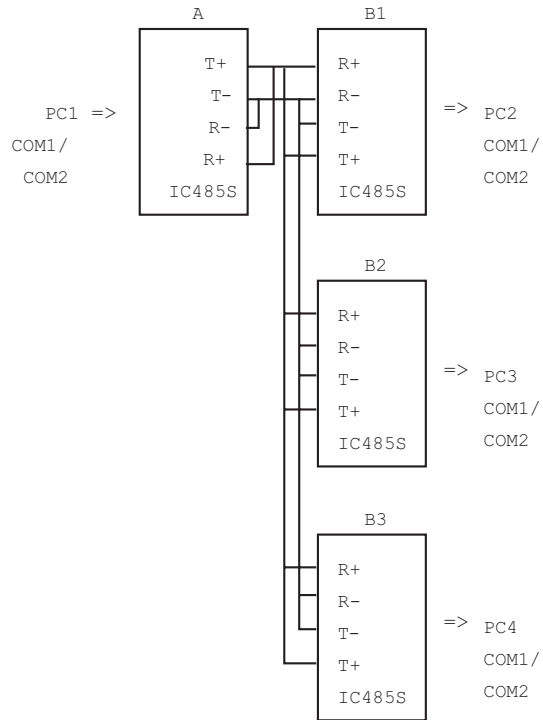 A
T+
T-
R-
R+
IC485S
PC1 =>
COM1/
COM2
B1
R+
R-
T-
T+
IC485S
=> PC2
COM1/
COM2
B2
R+
R-
T-
T+
IC485S
=> PC3
COM1/
COM2
B3
R+
R-
T-
T+
IC485S
=> PC4
COM1/
COM2